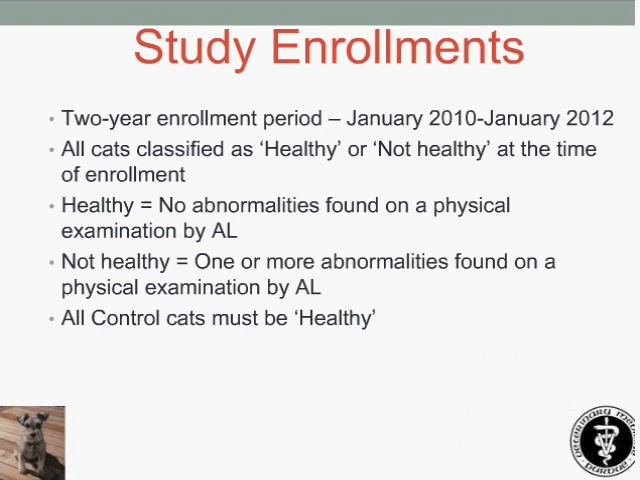 Study Enrollments
• Two-year enrollment period – January 2010-January 2012
• All cats classified as ‘Healthy’ or ‘Not healthy’ at the time
of enrollment
• Healthy = No abnormalities found on a physical
examination by AL
• Not healthy = One or more abnormalities found on a
physical examination by AL
• All Control cats must be ‘Healthy’
VETERINARY
PURDUE